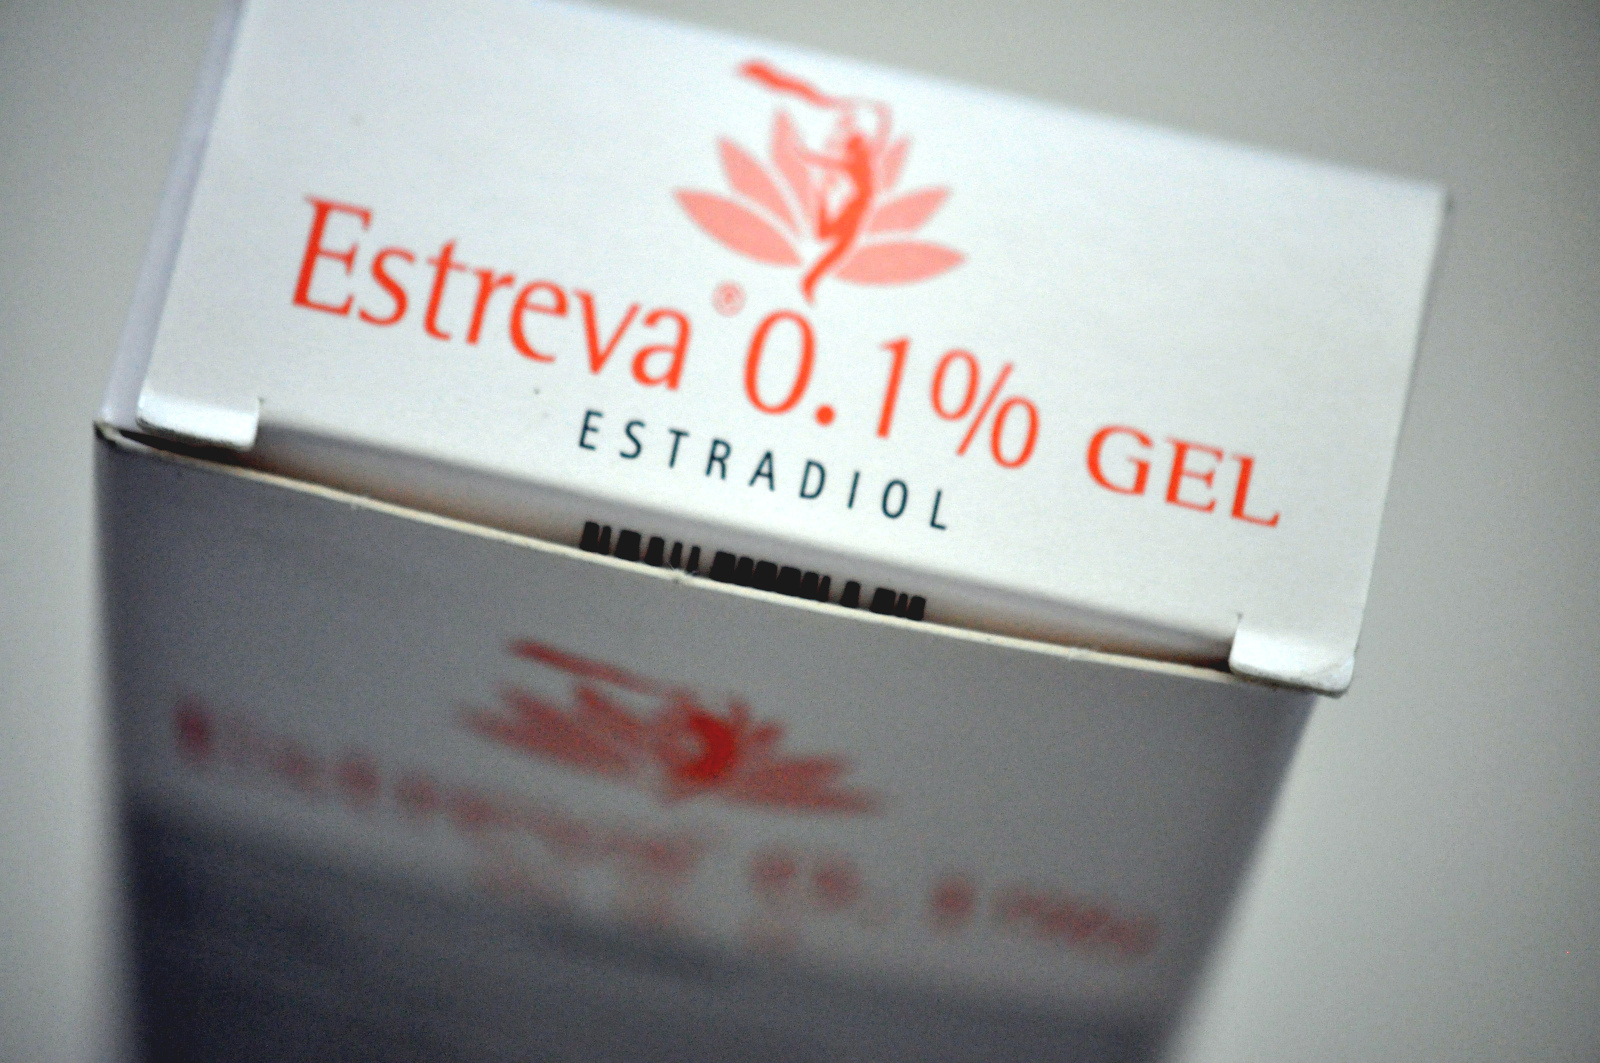 Estreva® 0.1% GEL
ESTRADIOL